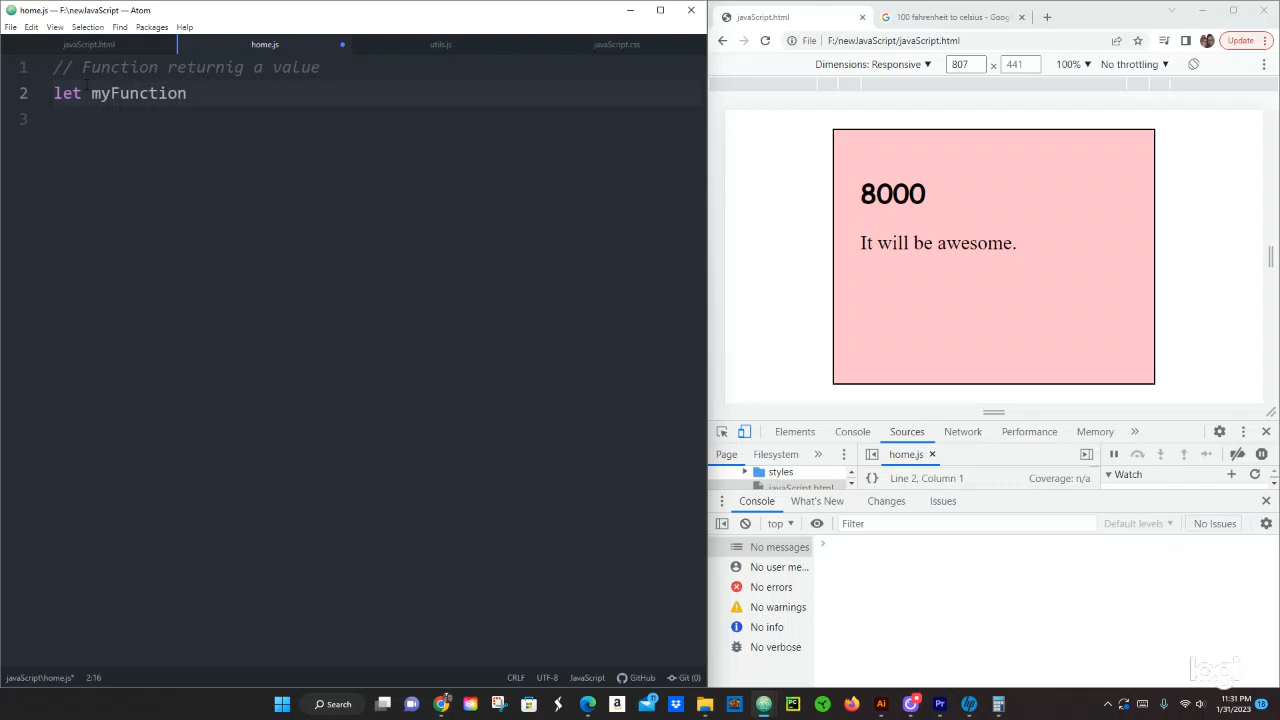 home.js — F:\newJavaScript — Atom
File Edit View Selection Find Packages Help
javaScript.html home.js utils.js javaScript.css
1 // Function returnig a value
2 let myFunction
3
javaScript\home.js* 2:16 CRLF UTF-8 JavaScript GitHub Git (0)
javaScript.html 100 fahrenheit to celsius - Goog
File F:/newJavaScript/javaScript.html Update
Dimensions: Responsive 807 × 441 100% No throttling
8000
It will be awesome.
Elements Console Sources Network Performance Memory »
Page Filesystem » home.js
styles {} Line 2, Column 1 Coverage: n/a Watch
javaScript.html
Console What's New Changes Issues
top Filter Default levels No Issues
No messages
No user me...
No errors
No warnings
No info
No verbose
Search 11:31 PM
1/7/2023 18